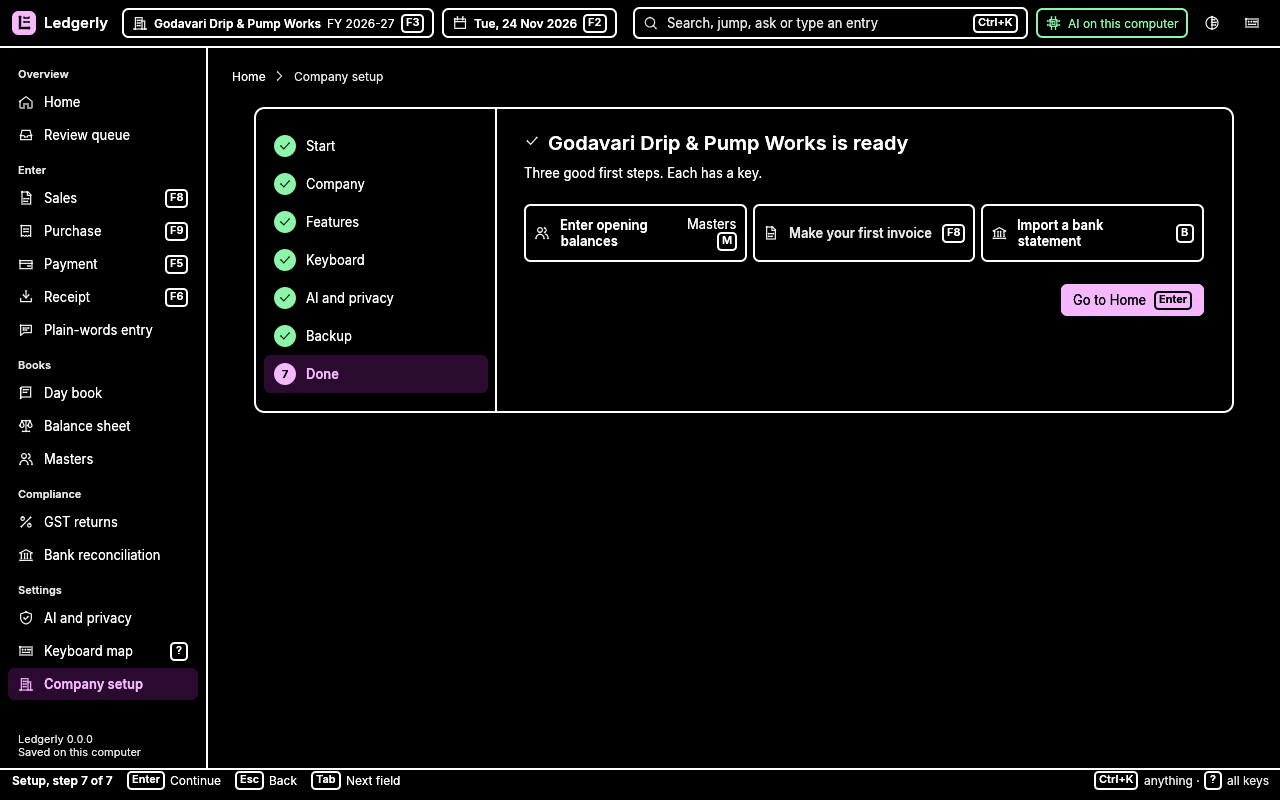 Ledgerly
Godavari Drip & Pump Works FY 2026-27 F3
Tue, 24 Nov 2026 F2
Search, jump, ask or type an entry Ctrl+K
AI on this computer
Overview
Home
Review queue
Enter
Sales F8
Purchase F9
Payment F5
Receipt F6
Plain-words entry
Books
Day book
Balance sheet
Masters
Compliance
GST returns
Bank reconciliation
Settings
AI and privacy
Keyboard map ?
Company setup
Ledgerly 0.0.0
Saved on this computer
Home Company setup
Start
Company
Features
Keyboard
AI and privacy
Backup
7 Done
Godavari Drip & Pump Works is ready
Three good first steps. Each has a key.
Enter opening
balances
Masters
M
Make your first invoice F8
Import a bank
statement
B
Go to Home Enter
Setup, step 7 of 7 Enter Continue Esc Back Tab Next field
Ctrl+K anything · ? all keys